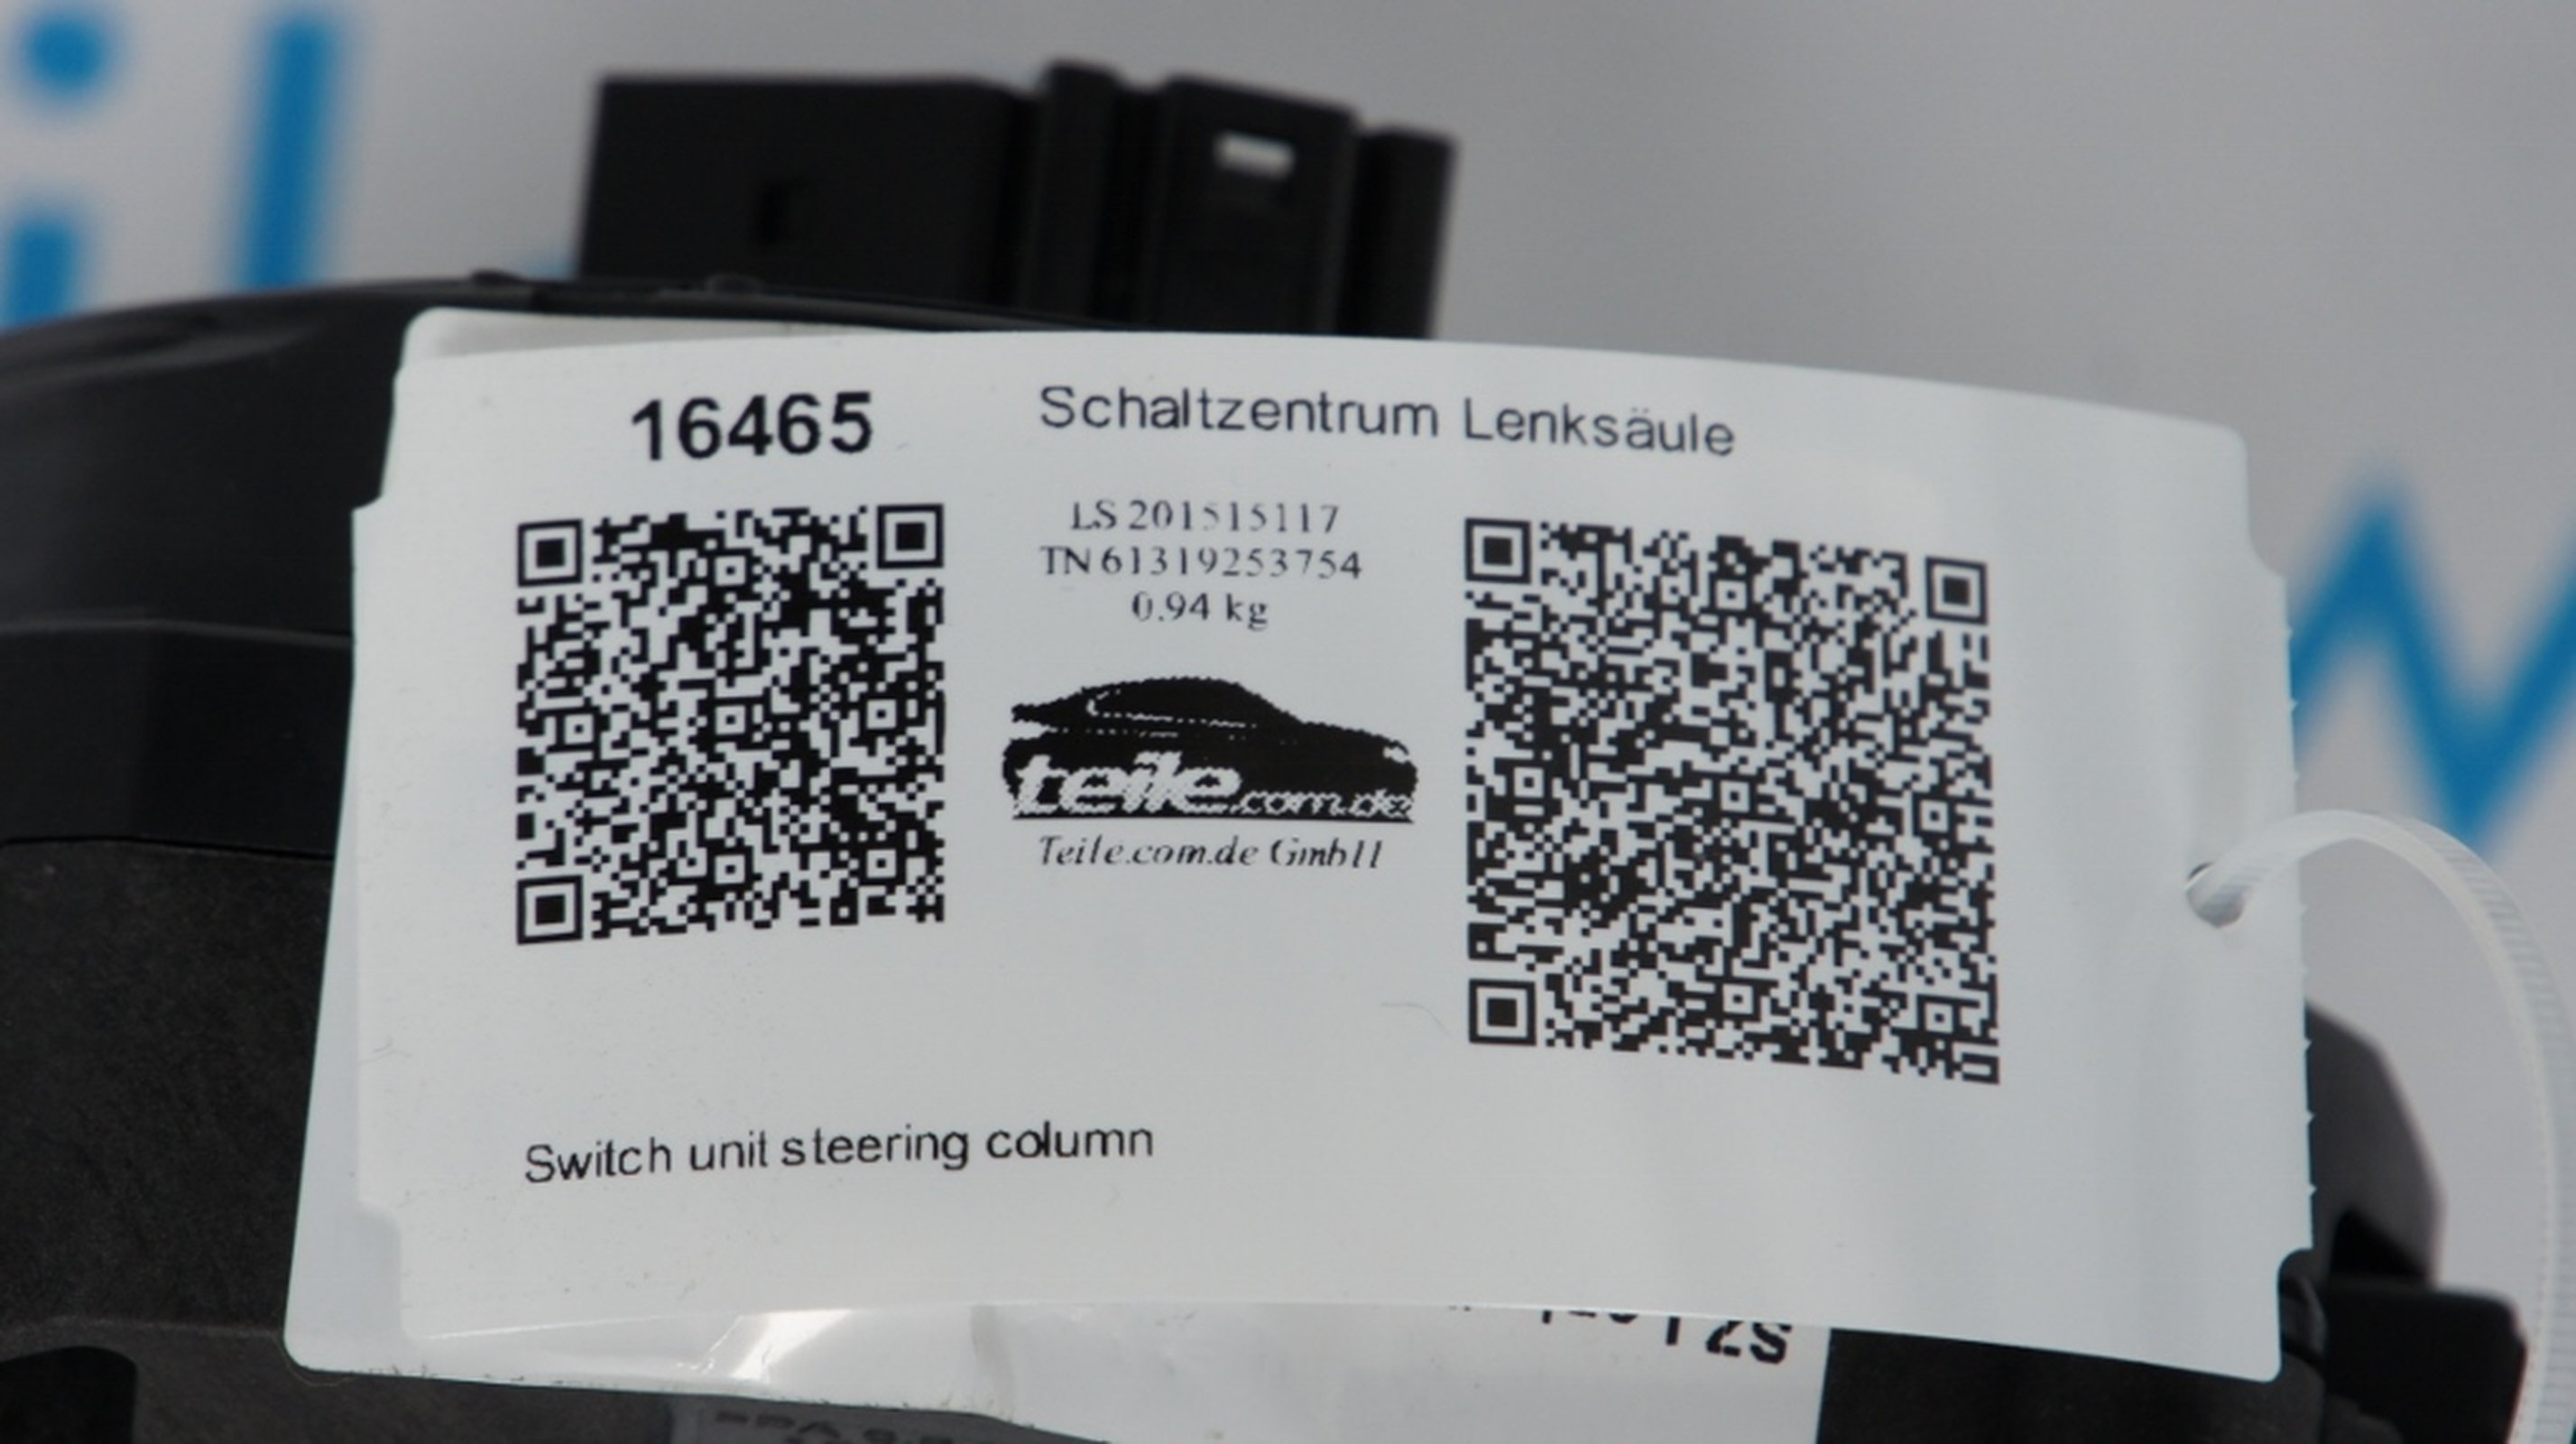 16465
Schaltzentrum Lenksäule
LS 201515117
TN 61319253754
0.94 kg
teile.com.de
Teile.com.de GmbH
Switch unit steering column